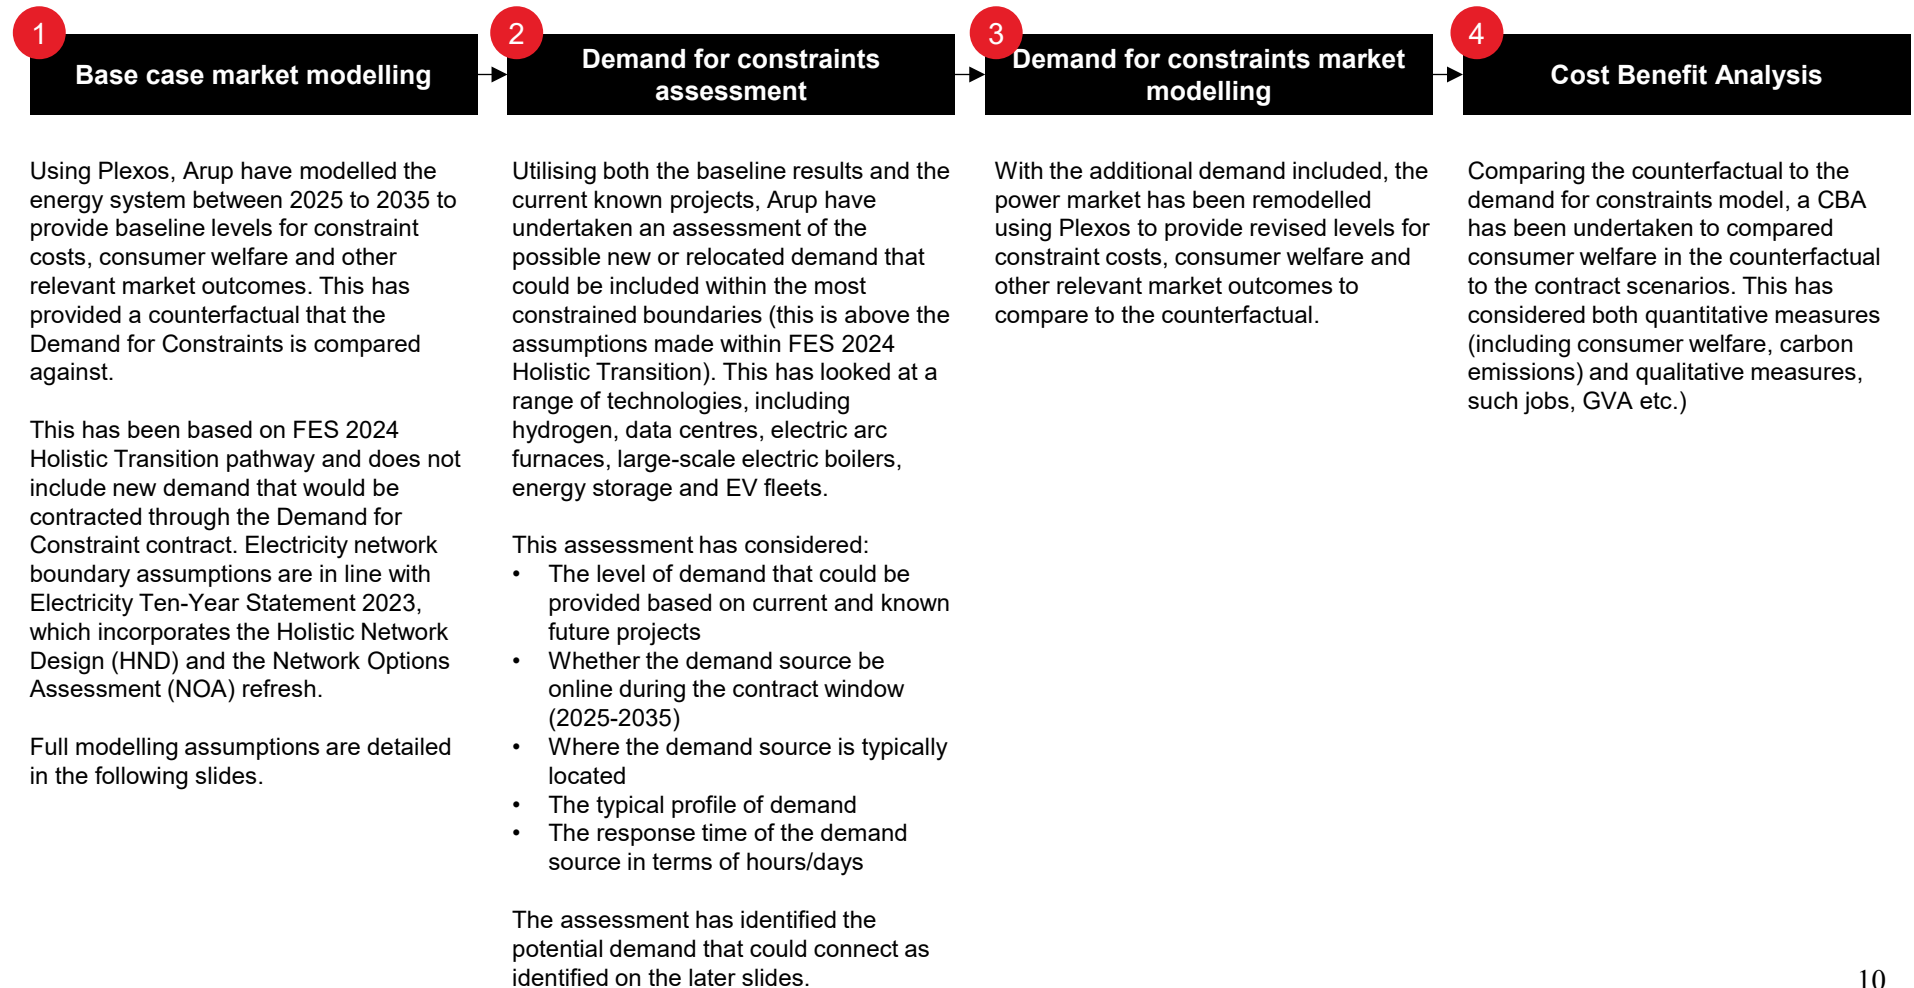 1
Base case market modelling
2
Demand for constraints
assessment
3
Demand for constraints market
modelling
4
Cost Benefit Analysis
Using Plexos, Arup have modelled the
energy system between 2025 to 2035 to
provide baseline levels for constraint
costs, consumer welfare and other
relevant market outcomes. This has
provided a counterfactual that the
Demand for Constraints is compared
against.
This has been based on FES 2024
Holistic Transition pathway and does not
include new demand that would be
contracted through the Demand for
Constraint contract. Electricity network
boundary assumptions are in line with
Electricity Ten-Year Statement 2023,
which incorporates the Holistic Network
Design (HND) and the Network Options
Assessment (NOA) refresh.
Full modelling assumptions are detailed
in the following slides.
Utilising both the baseline results and the
current known projects, Arup have
undertaken an assessment of the
possible new or relocated demand that
could be included within the most
constrained boundaries (this is above the
assumptions made within FES 2024
Holistic Transition). This has looked at a
range of technologies, including
hydrogen, data centres, electric arc
furnaces, large-scale electric boilers,
energy storage and EV fleets.
This assessment has considered:
• The level of demand that could be
provided based on current and known
future projects
• Whether the demand source be
online during the contract window
(2025-2035)
• Where the demand source is typically
located
• The typical profile of demand
• The response time of the demand
source in terms of hours/days
The assessment has identified the
potential demand that could connect as
identified on the later slides.
With the additional demand included, the
power market has been remodelled
using Plexos to provide revised levels for
constraint costs, consumer welfare and
other relevant market outcomes to
compare to the counterfactual.
Comparing the counterfactual to the
demand for constraints model, a CBA
has been undertaken to compared
consumer welfare in the counterfactual
to the contract scenarios. This has
considered both quantitative measures
(including consumer welfare, carbon
emissions) and qualitative measures,
such jobs, GVA etc.)
10